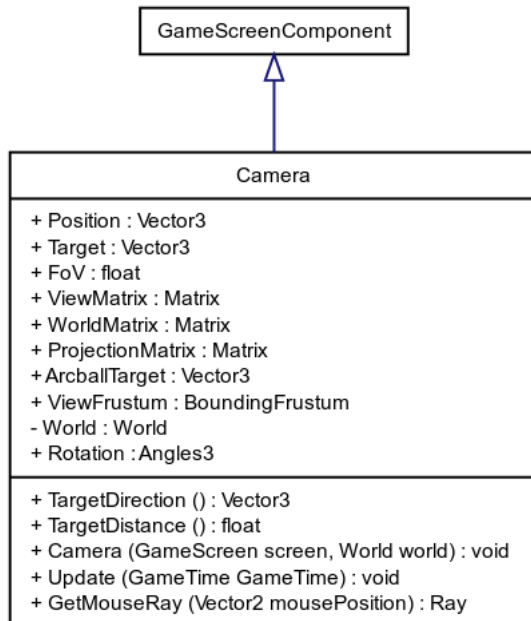 GameScreenComponent
Camera
+ Position : Vector3
+ Target : Vector3
+ FoV : float
+ ViewMatrix : Matrix
+ WorldMatrix : Matrix
+ ProjectionMatrix : Matrix
+ ArcballTarget : Vector3
+ ViewFrustum : BoundingFrustum
- World : World
+ Rotation : Angles3
+ TargetDirection () : Vector3
+ TargetDistance () : float
+ Camera (GameScreen screen, World world) : void
+ Update (GameTime GameTime) : void
+ GetMouseRay (Vector2 mousePosition) : Ray